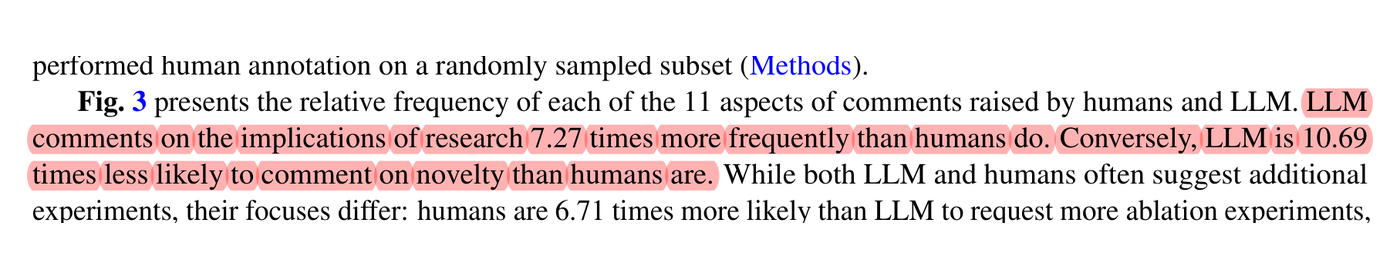 performed human annotation on a randomly sampled subset (Methods).
Fig. 3 presents the relative frequency of each of the 11 aspects of comments raised by humans and LLM. LLM
comments on the implications of research 7.27 times more frequently than humans do. Conversely, LLM is 10.69
times less likely to comment on novelty than humans are. While both LLM and humans often suggest additional
experiments, their focuses differ: humans are 6.71 times more likely than LLM to request more ablation experiments,